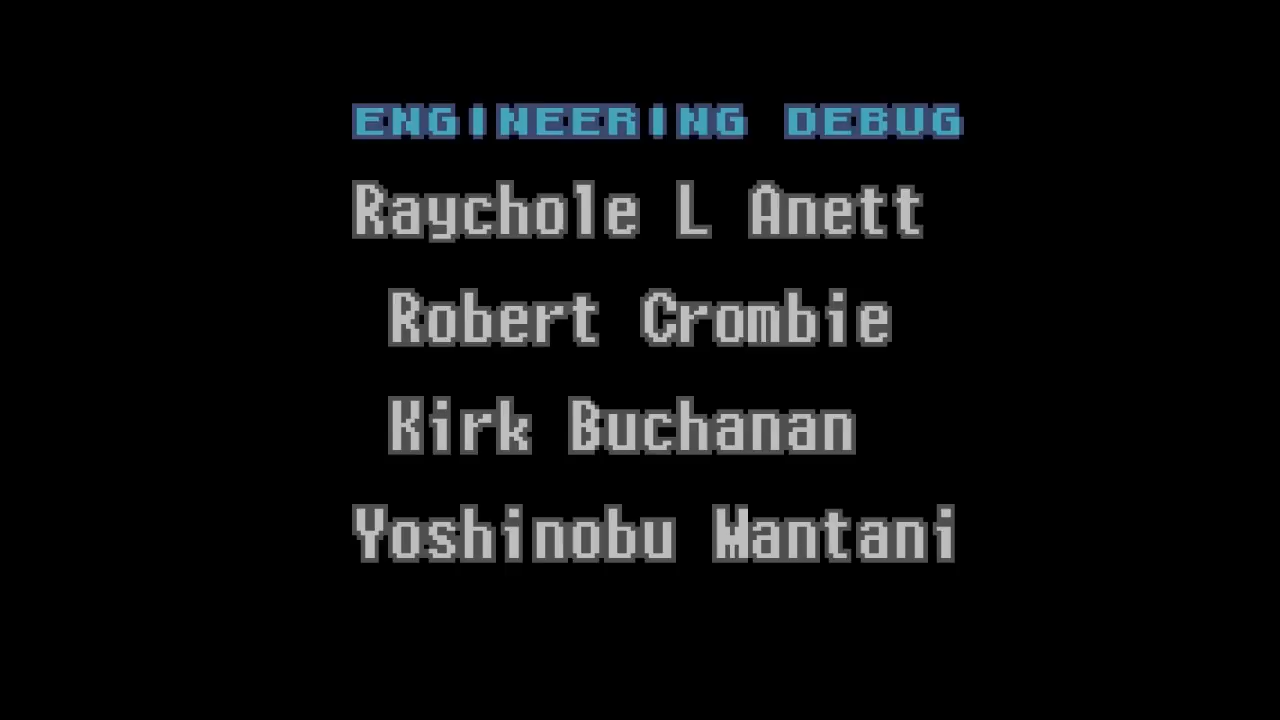 ENGINEERING DEBUG
Raychole L Anett
Robert Crombie
Kirk Buchanan
Yoshinobu Mantani